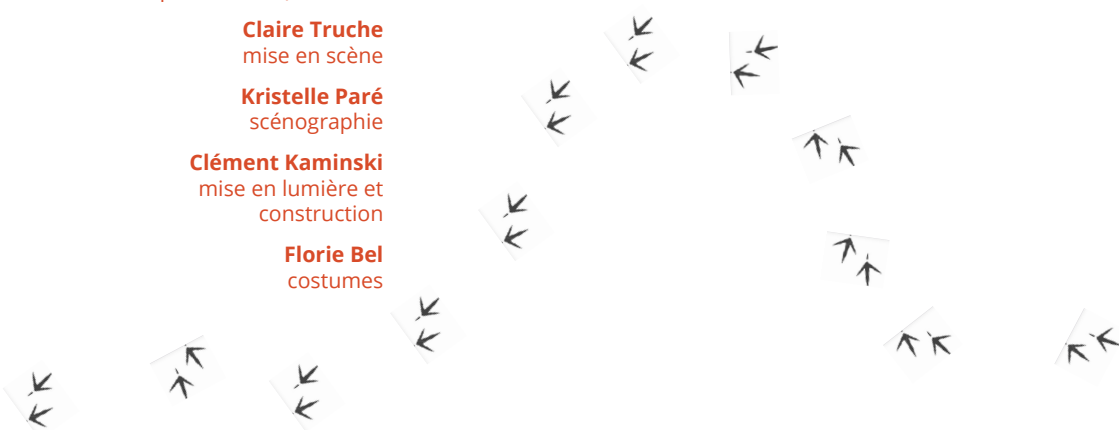 Claire Truche
mise en scène
Kristelle Paré
scénographie
Clément Kaminski
mise en lumière et
construction
Florie Bel
costumes